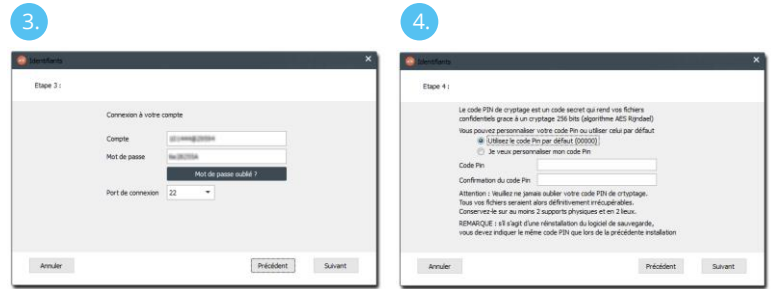 3.
Identifiants
Etape 3 :
Connexion à votre compte
Compte
Mot de passe
Mot de passe oublié ?
Port de connexion 22
Annuler Précédent Suivant
4.
Identifiants
Etape 4 :
Le code PIN de cryptage est un code secret qui rend vos fichiers
confidentiels grace à un cryptage 256 bits (algorithme AES Rijndael)
Vous pouvez personnaliser votre code Pin ou utiliser celui par défaut
Utilisez le code Pin par défaut (00000)
Je veux personnaliser mon code Pin
Code Pin
Confirmation du code Pin
Attention : Veuillez ne jamais oublier votre code PIN de crtyptage.
Tous vos fichiers seraient alors définitivement irrécupérables.
Conservez-le sur au moins 2 supports physiques et en 2 lieux.
REMARQUE : s'il s'agit d'une réinstallation du logiciel de sauvegarde,
vous devez indiquer le même code PIN que lors de la précédente installation
Annuler Précédent Suivant